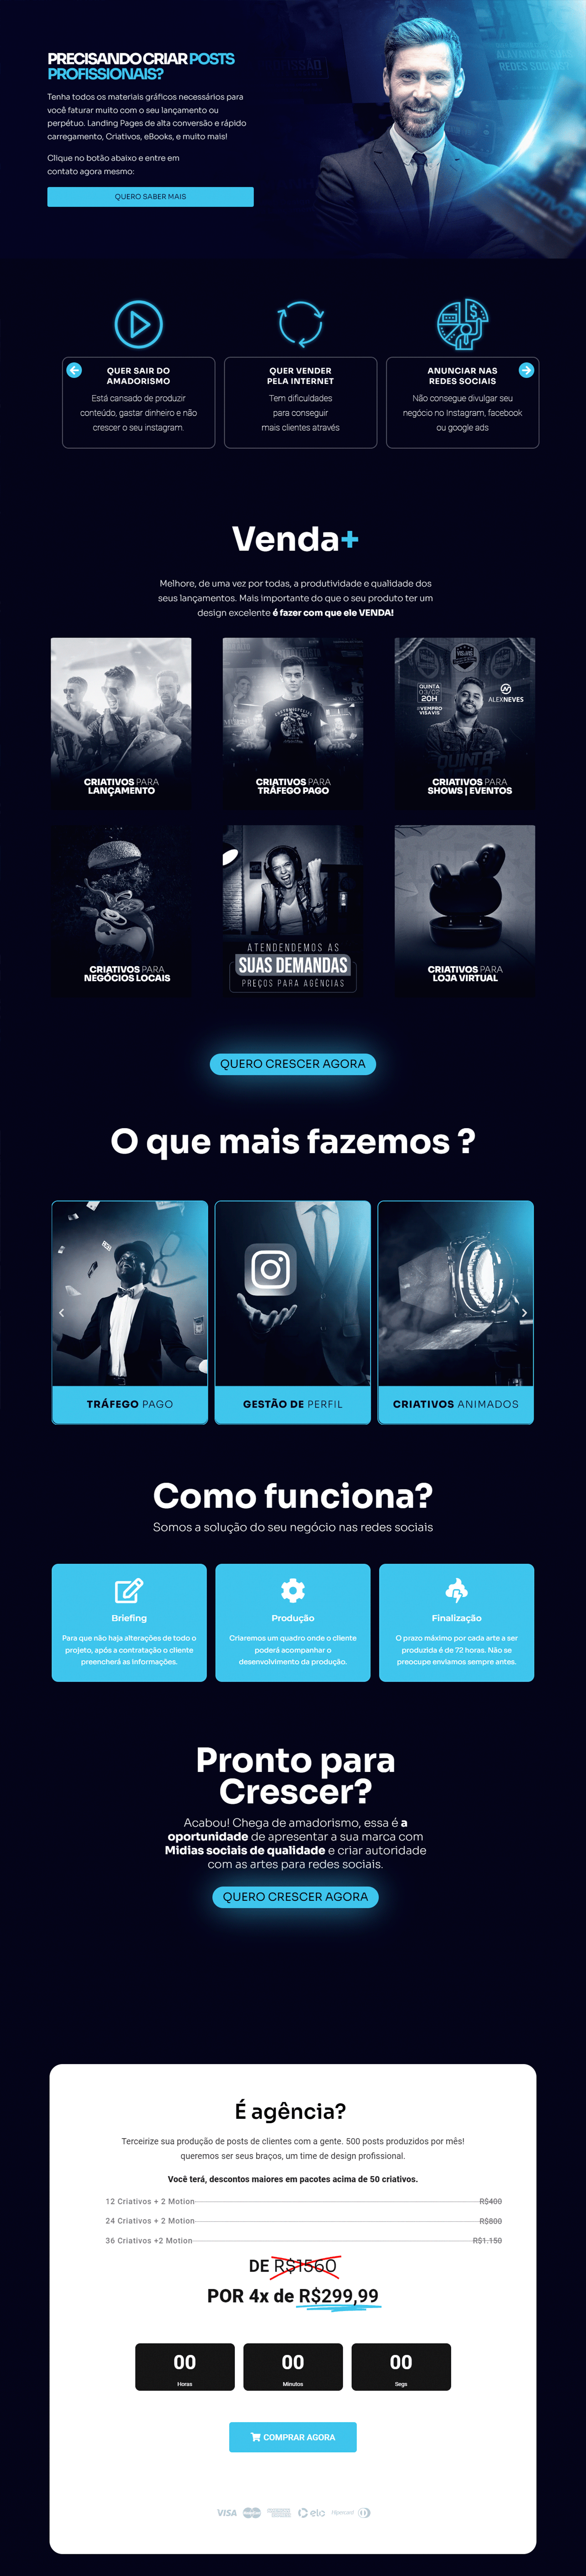 PRECISANDO CRIAR POSTS
PROFISSIONAIS?
Tenha todos os materiais gráficos necessários para
você faturar muito com o seu lançamento ou
perpétuo. Landing Pages de alta conversão e rápido
carregamento, Criativos, eBooks, e muito mais!
Clique no botão abaixo e entre em
contato agora mesmo:
QUERO SABER MAIS
QUER SAIR DO
AMADORISMO
Está cansado de produzir
conteúdo, gastar dinheiro e não
crescer o seu instagram.
QUER VENDER
PELA INTERNET
Tem dificuldades
para conseguir
mais clientes através
ANUNCIAR NAS
REDES SOCIAIS
Não consegue divulgar seu
negócio no Instagram, facebook
ou google ads
Venda+
Melhore, de uma vez por todas, a produtividade e qualidade dos
seus lançamentos. Mais importante do que o seu produto ter um
design excelente é fazer com que ele VENDA!
CRIATIVOS PARA
LANÇAMENTO
CRIATIVOS PARA
TRÁFEGO PAGO
QUINTA
03/02
20H
#VEMPRO
VISAVIS
ALEXNEVES
QUINTA
CRIATIVOS PARA
SHOWS | EVENTOS
CRIATIVOS PARA
NEGÓCIOS LOCAIS
ATENDENDEMOS AS
SUAS DEMANDAS
PREÇOS PARA AGÊNCIAS
CRIATIVOS PARA
LOJA VIRTUAL
QUERO CRESCER AGORA
O que mais fazemos ?
TRÁFEGO PAGO
GESTÃO DE PERFIL
CRIATIVOS ANIMADOS
Como funciona?
Somos a solução do seu negócio nas redes sociais
Briefing
Para que não haja alterações de todo o
projeto, após a contratação o cliente
preencherá as informações.
Produção
Criaremos um quadro onde o cliente
poderá acompanhar o
desenvolvimento da produção.
Finalização
O prazo máximo por cada arte a ser
produzida é de 72 horas. Não se
preocupe enviamos sempre antes.
Pronto para
Crescer?
Acabou! Chega de amadorismo, essa é a
oportunidade de apresentar a sua marca com
Midias sociais de qualidade e criar autoridade
com as artes para redes sociais.
QUERO CRESCER AGORA
É agência?
Terceirize sua produção de posts de clientes com a gente. 500 posts produzidos por mês!
queremos ser seus braços, um time de design profissional.
Você terá, descontos maiores em pacotes acima de 50 criativos.
12 Criativos + 2 Motion R$400
24 Criativos + 2 Motion R$800
36 Criativos +2 Motion R$1.150
DE R$1560
POR 4x de R$299,99
00 00 00
Horas Minutos Segs
COMPRAR AGORA
VISA elo Hipercard